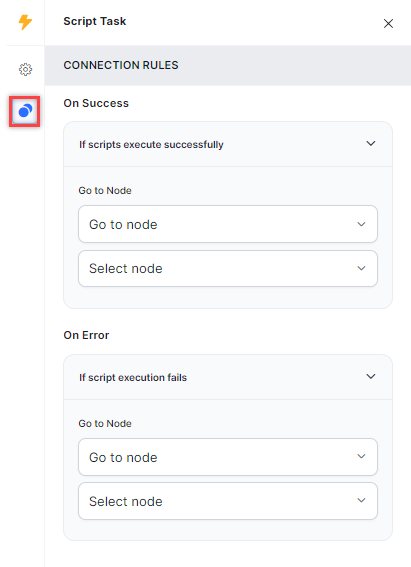 Script Task
CONNECTION RULES
On Success
If scripts execute successfully
Go to Node
Go to node
Select node
On Error
If script execution fails
Go to Node
Go to node
Select node